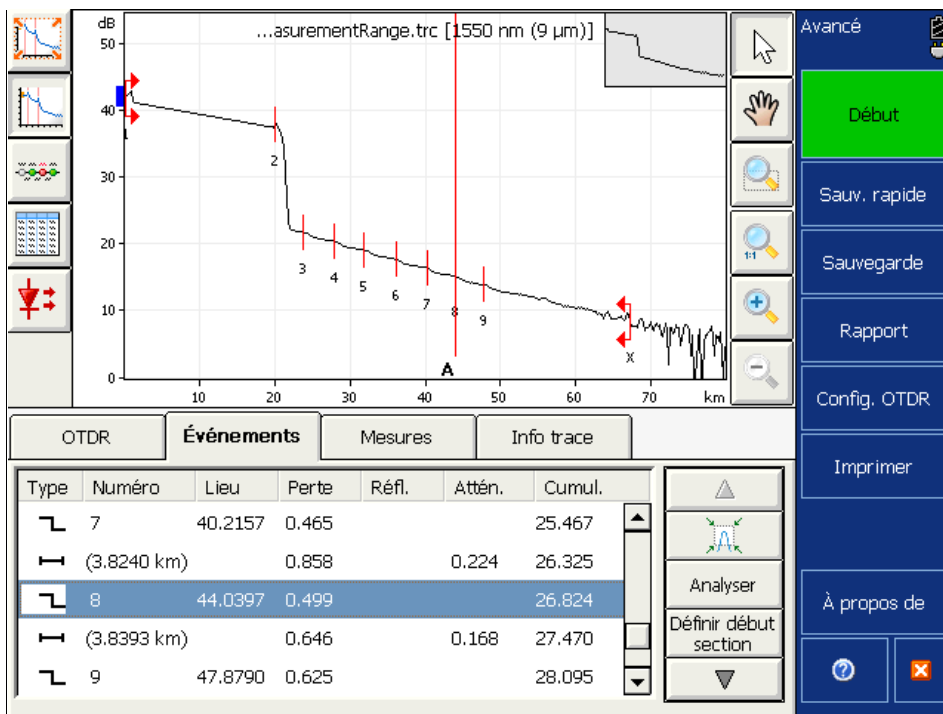 dB
...asurementRange.trc [1550 nm (9 µm)]
50
40
30
20
10
0
1
2
3
4
5
6
7
8
9
X
A
10
20
30
40
50
60
70
km
1:1
OTDR
Événements
Mesures
Info trace
Type Numéro Lieu Perte Réfl. Attén. Cumul.
7 40.2157 0.465 25.467
(3.8240 km) 0.858 0.224 26.325
8 44.0397 0.499 26.824
(3.8393 km) 0.646 0.168 27.470
9 47.8790 0.625 28.095
Analyser
Définir début
section
Avancé
Début
Sauv. rapide
Sauvegarde
Rapport
Config. OTDR
Imprimer
À propos de
?